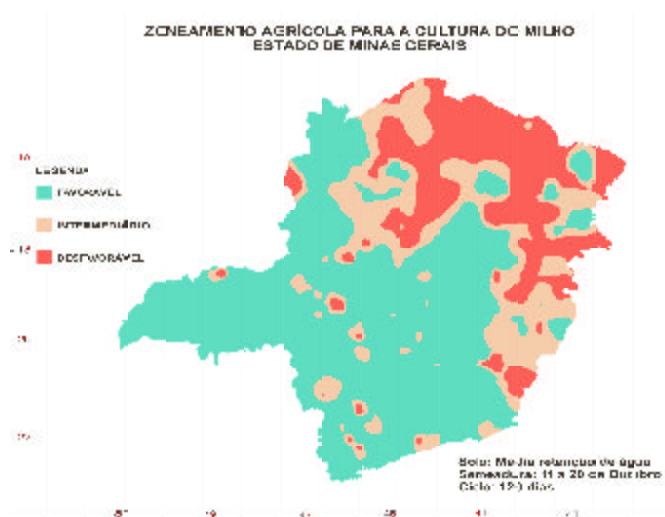 ZONEAMENTO AGRÍCOLA PARA A CULTURA DO MILHO
ESTADO DE MINAS GERAIS
LEGENDA
FAVORÁVEL
INTERMEDIÁRIO
DESFAVORÁVEL
Solo: Média retenção de água
Semeadura: 11 a 20 de Outubro
Ciclo: 120 dias